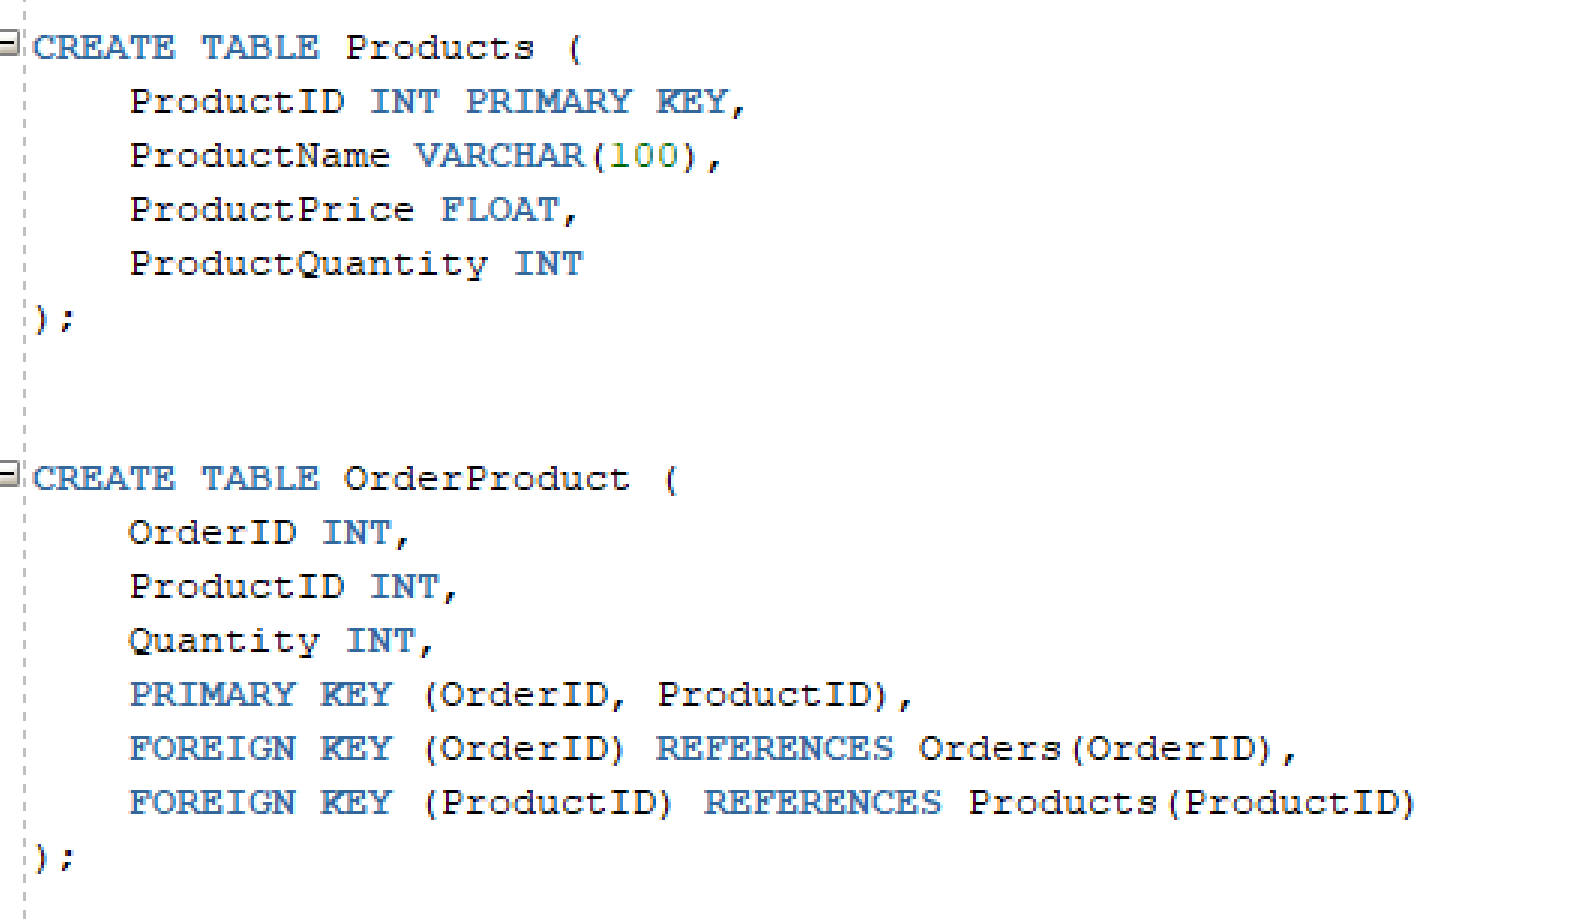 CREATE TABLE Products (
    ProductID INT PRIMARY KEY,
    ProductName VARCHAR(100),
    ProductPrice FLOAT,
    ProductQuantity INT
);
CREATE TABLE OrderProduct (
    OrderID INT,
    ProductID INT,
    Quantity INT,
    PRIMARY KEY (OrderID, ProductID),
    FOREIGN KEY (OrderID) REFERENCES Orders(OrderID),
    FOREIGN KEY (ProductID) REFERENCES Products(ProductID)
);